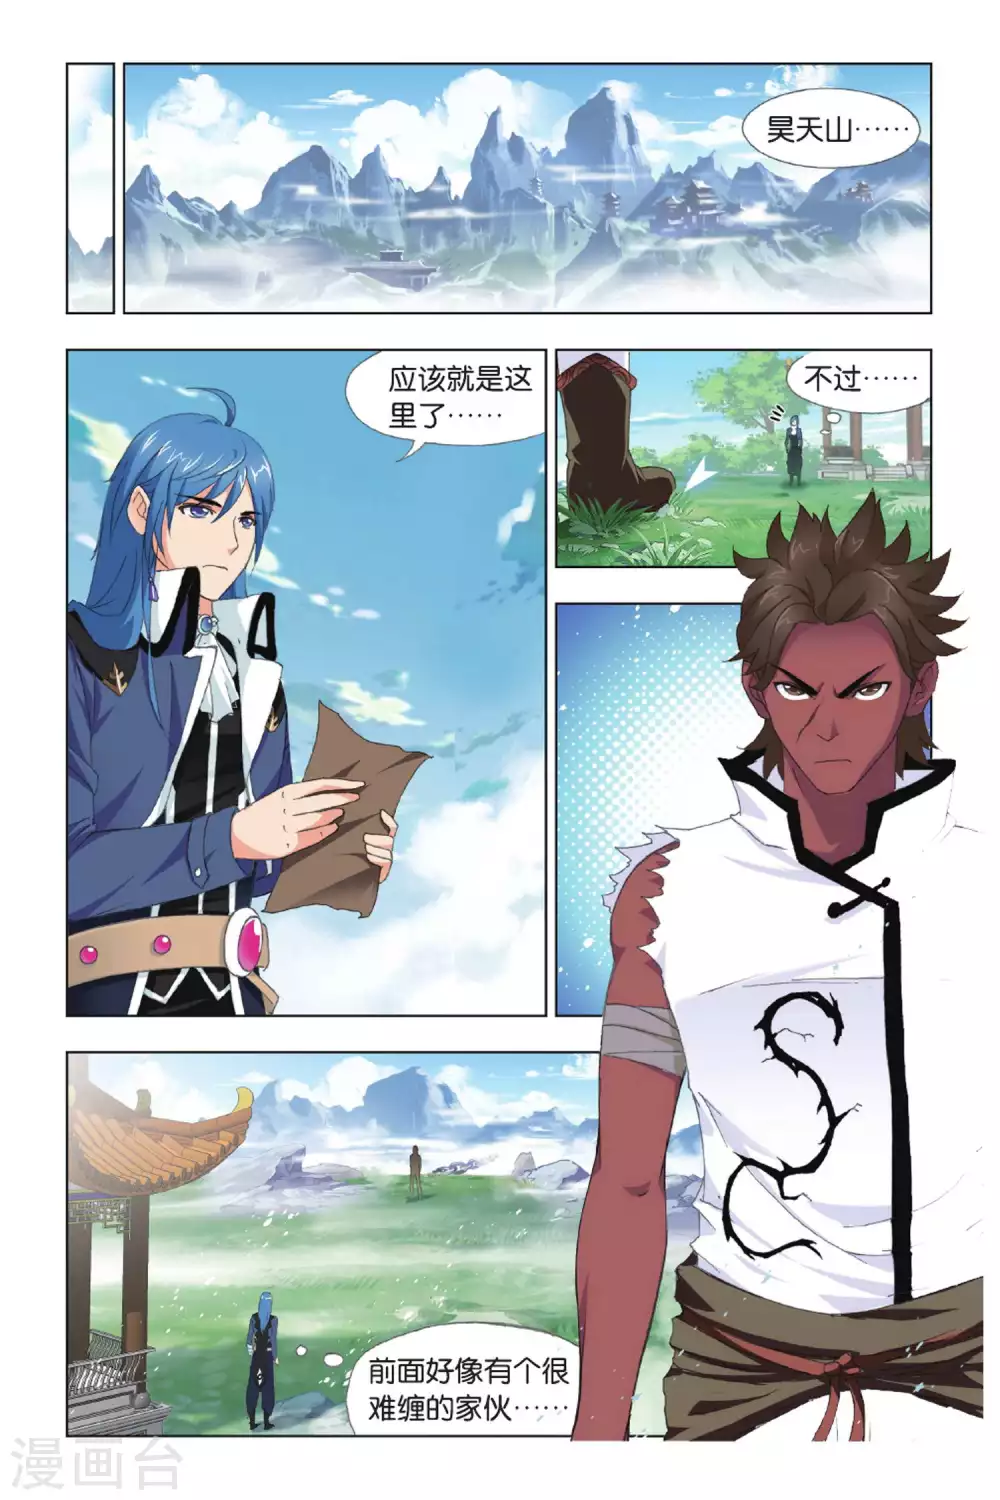 昊天山……
应该就是这
里了……
不过……
前面好像有个很
难缠的家伙……
漫画台